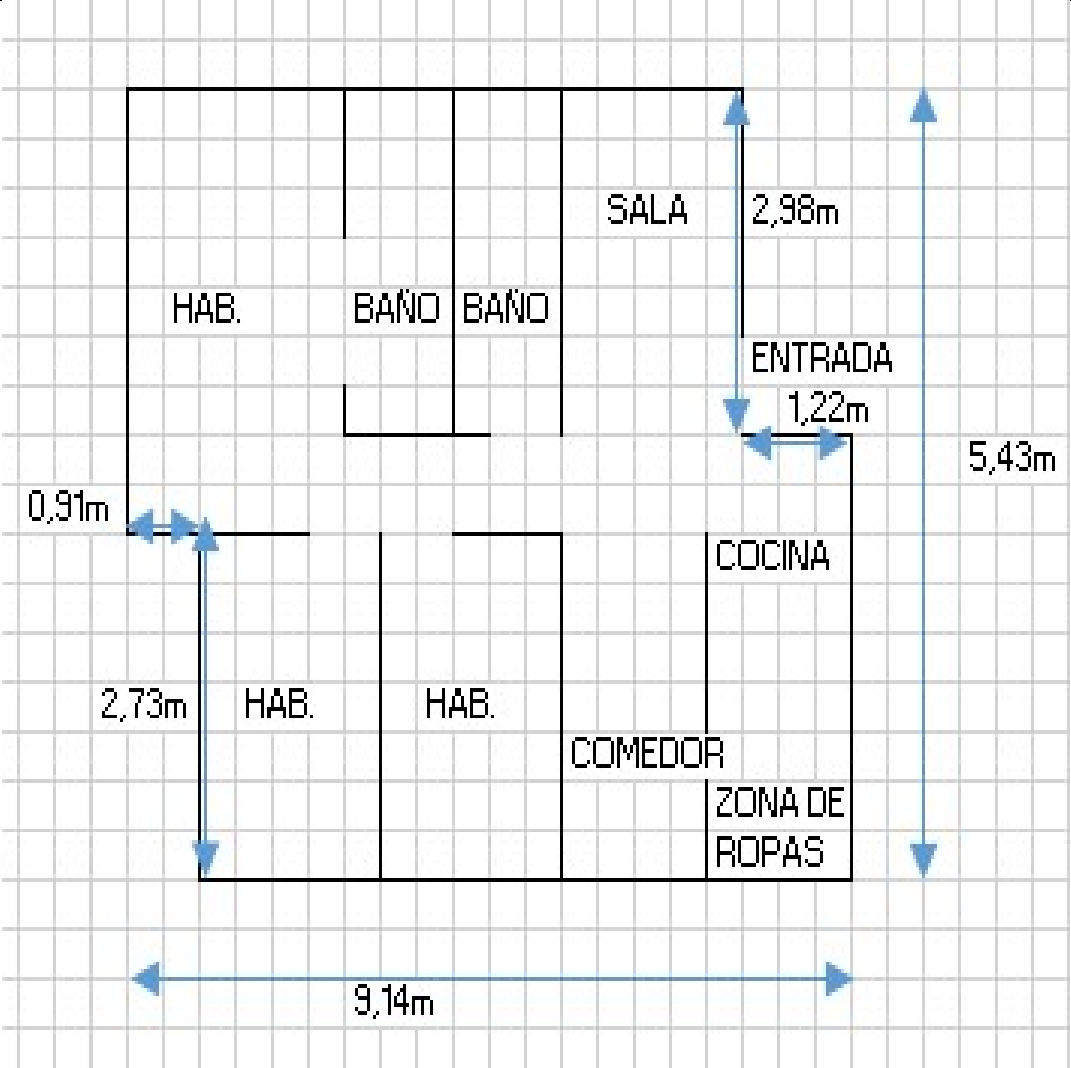 SALA
2,98m
HAB.
BAÑO
BAÑO
ENTRADA
1,22m
5,43m
0,91m
COCINA
2,73m
HAB.
HAB.
COMEDOR
ZONA DE
ROPAS
9,14m